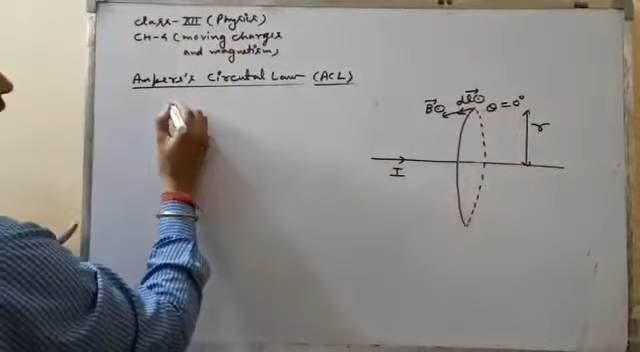 class-XII (Physics)
CH-4 (moving charges
and magnetism)
Ampere's Circutal Law (ACL)
B⃗ dl⃗ θ=0°
r
I